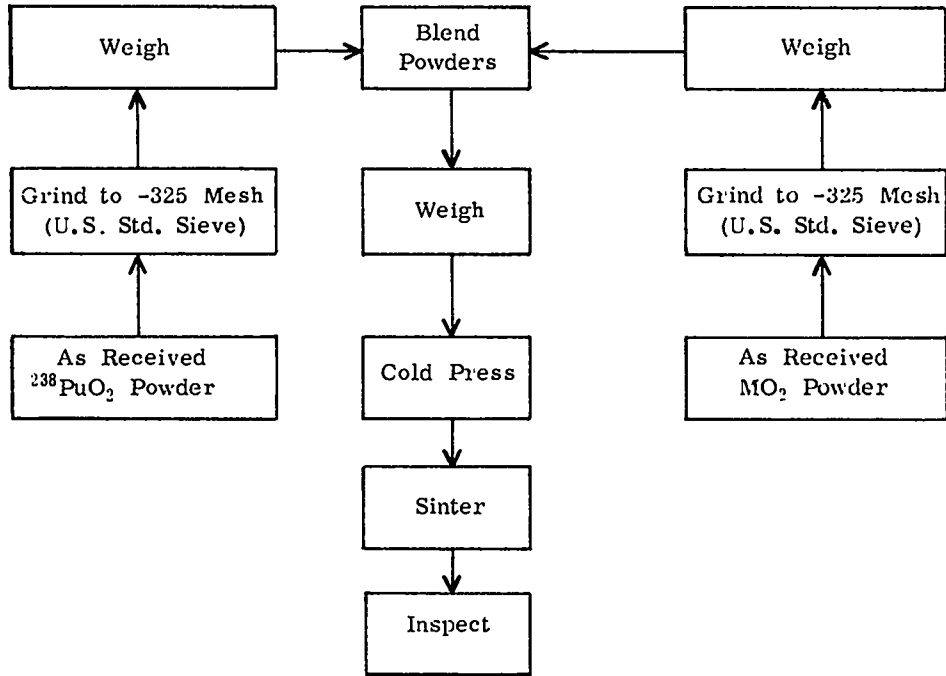 Weigh
Blend
Powders
Weigh
Grind to -325 Mesh
(U.S. Std. Sieve)
Weigh
Grind to -325 Mesh
(U.S. Std. Sieve)
As Received
²³⁸PuO₂ Powder
Cold Press
As Received
MO₂ Powder
Sinter
Inspect